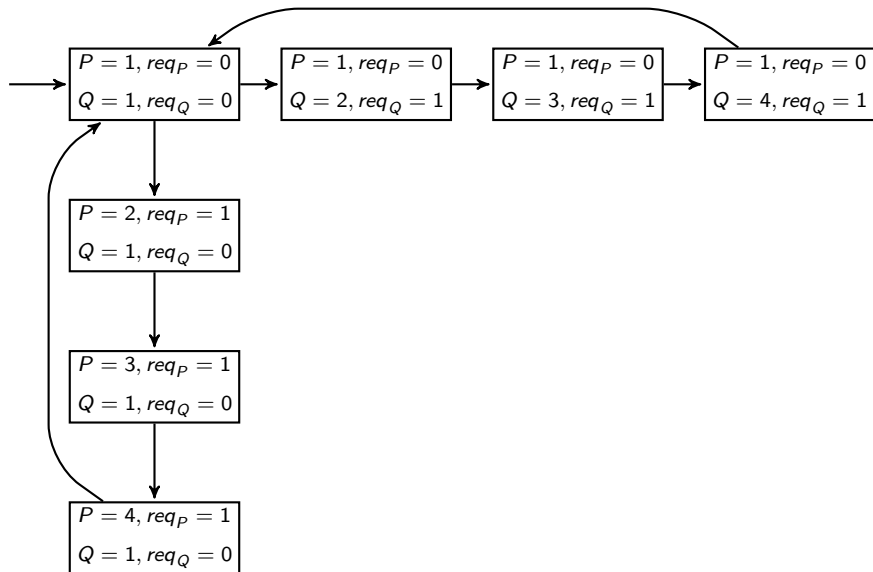 P = 1, req_P = 0
Q = 1, req_Q = 0
P = 1, req_P = 0
Q = 2, req_Q = 1
P = 1, req_P = 0
Q = 3, req_Q = 1
P = 1, req_P = 0
Q = 4, req_Q = 1
P = 2, req_P = 1
Q = 1, req_Q = 0
P = 3, req_P = 1
Q = 1, req_Q = 0
P = 4, req_P = 1
Q = 1, req_Q = 0